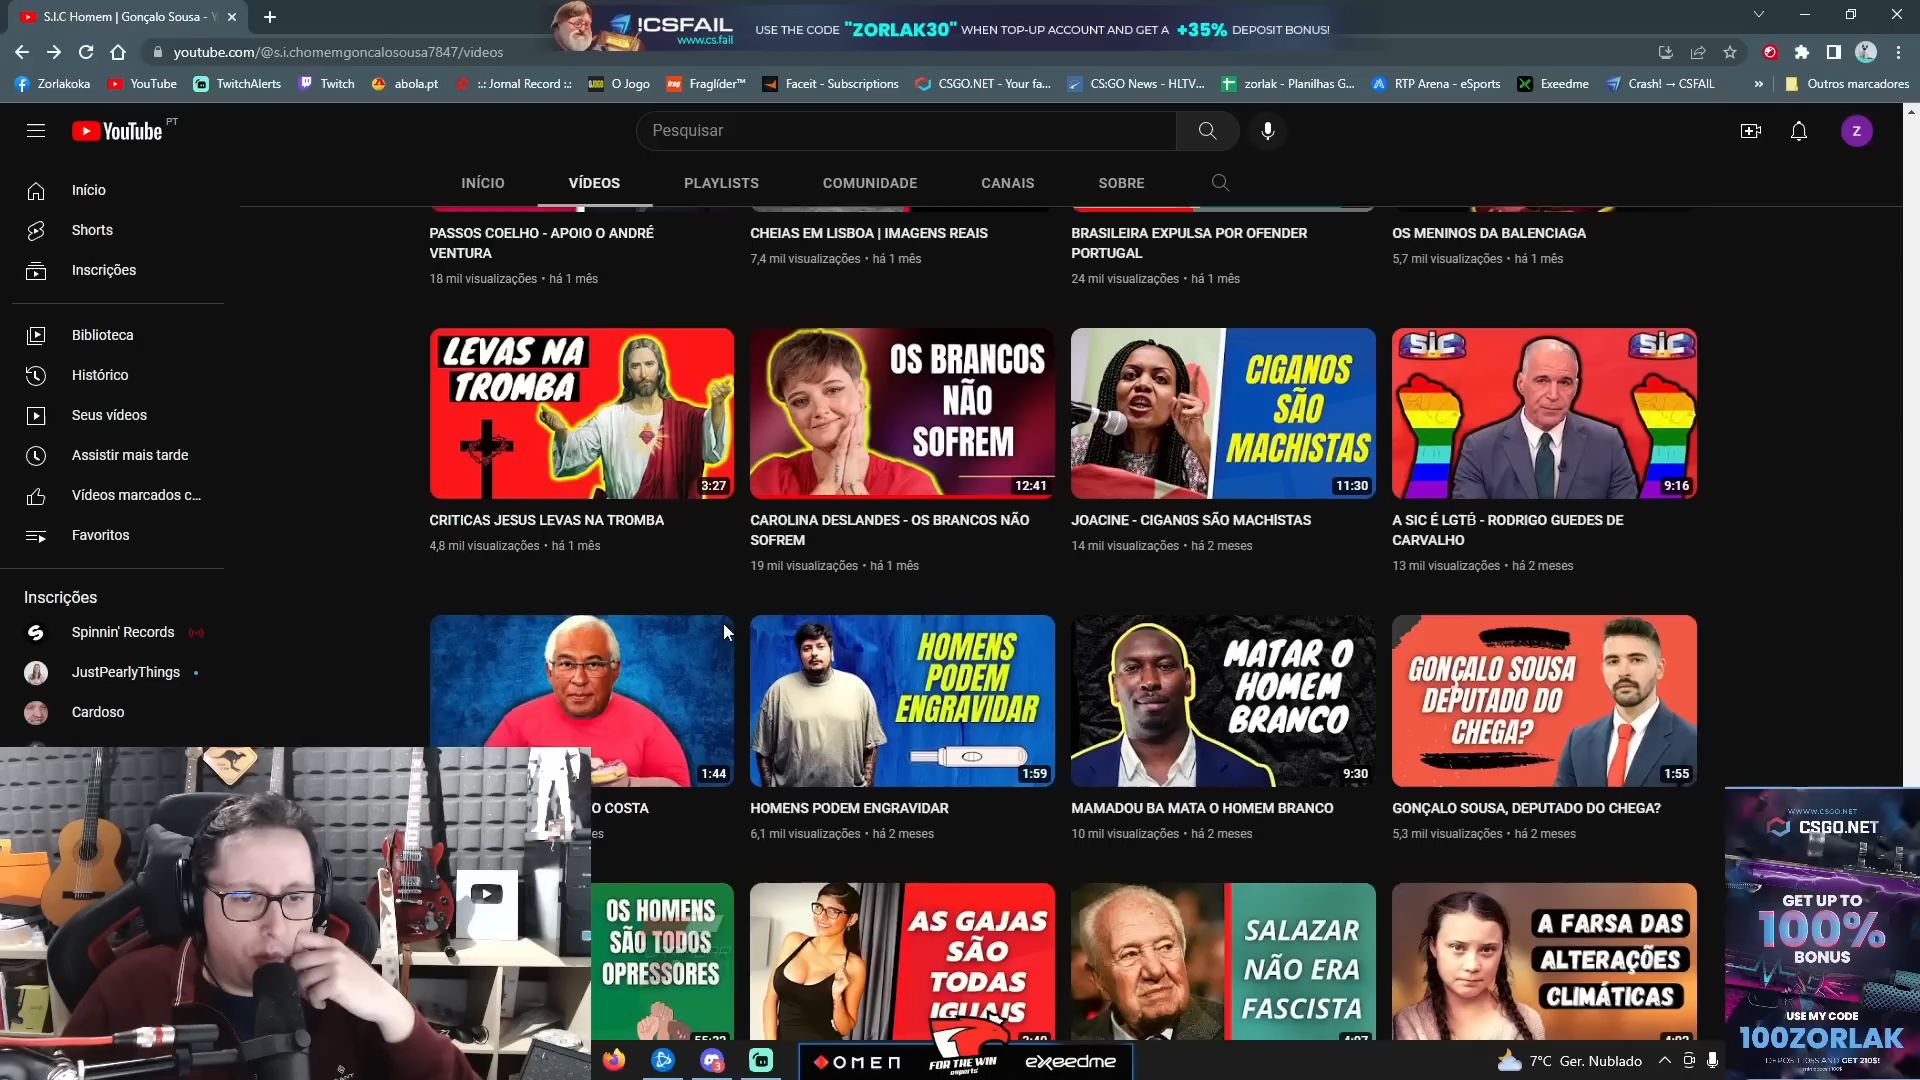 S.I.C Homem | Gonçalo Sousa - Y
!CSFAIL
www.cs.fail
USE THE CODE "ZORLAK30" WHEN TOP-UP ACCOUNT AND GET A +35% DEPOSIT BONUS!
youtube.com/@s.i.chomemgoncalosousa7847/videos
Zorlakoka
YouTube
TwitchAlerts
Twitch
abola.pt
::: Jornal Record :::
O Jogo
Fraglíder™
Faceit - Subscriptions
CSGO.NET - Your fa...
CS:GO News - HLTV...
zorlak - Planilhas G...
RTP Arena - eSports
Exeedme
Crash! → CSFAIL
»
Outros marcadores
YouTube PT
Pesquisar
Z
INÍCIO
VÍDEOS
PLAYLISTS
COMUNIDADE
CANAIS
SOBRE
Início
Shorts
Inscrições
Biblioteca
Histórico
Seus vídeos
Assistir mais tarde
Vídeos marcados c...
Favoritos
Inscrições
Spinnin' Records
JustPearlyThings
Cardoso
PASSOS COELHO - APOIO O ANDRÉ
VENTURA
18 mil visualizações • há 1 mês
CHEIAS EM LISBOA | IMAGENS REAIS
7,4 mil visualizações • há 1 mês
BRASILEIRA EXPULSA POR OFENDER
PORTUGAL
24 mil visualizações • há 1 mês
OS MENINOS DA BALENCIAGA
5,7 mil visualizações • há 1 mês
LEVAS NA
TROMBA
3:27
CRITICAS JESUS LEVAS NA TROMBA
4,8 mil visualizações • há 1 mês
OS BRANCOS
NÃO
SOFREM
12:41
CAROLINA DESLANDES - OS BRANCOS NÃO
SOFREM
19 mil visualizações • há 1 mês
CIGANOS
SÃO
MACHISTAS
11:30
JOACINE - CIGAN0S SÃO MACHISTAS
14 mil visualizações • há 2 meses
SIC
SIC
9:16
A SIC É LGTB - RODRIGO GUEDES DE
CARVALHO
13 mil visualizações • há 2 meses
1:44
O COSTA
es
HOMENS
PODEM
ENGRAVIDAR
1:59
HOMENS PODEM ENGRAVIDAR
6,1 mil visualizações • há 2 meses
MATAR O
HOMEM
BRANCO
9:30
MAMADOU BA MATA O HOMEM BRANCO
10 mil visualizações • há 2 meses
GONÇALO SOUSA
DEPUTADO DO
CHEGA?
1:55
GONÇALO SOUSA, DEPUTADO DO CHEGA?
5,3 mil visualizações • há 2 meses
OS HOMENS
SÃO TODOS
OPRESSORES
AS GAJAS
SÃO
TODAS
IGUAIS
SALAZAR
NÃO ERA
FASCISTA
A FARSA DAS
ALTERAÇÕES
CLIMÁTICAS
WWW.CSGO.NET
CSGO.NET
GET UP TO
100%
BONUS
USE MY CODE
100ZORLAK
OMEN
FOR THE WIN
esports
exeedme
3
7°C Ger. Nublado